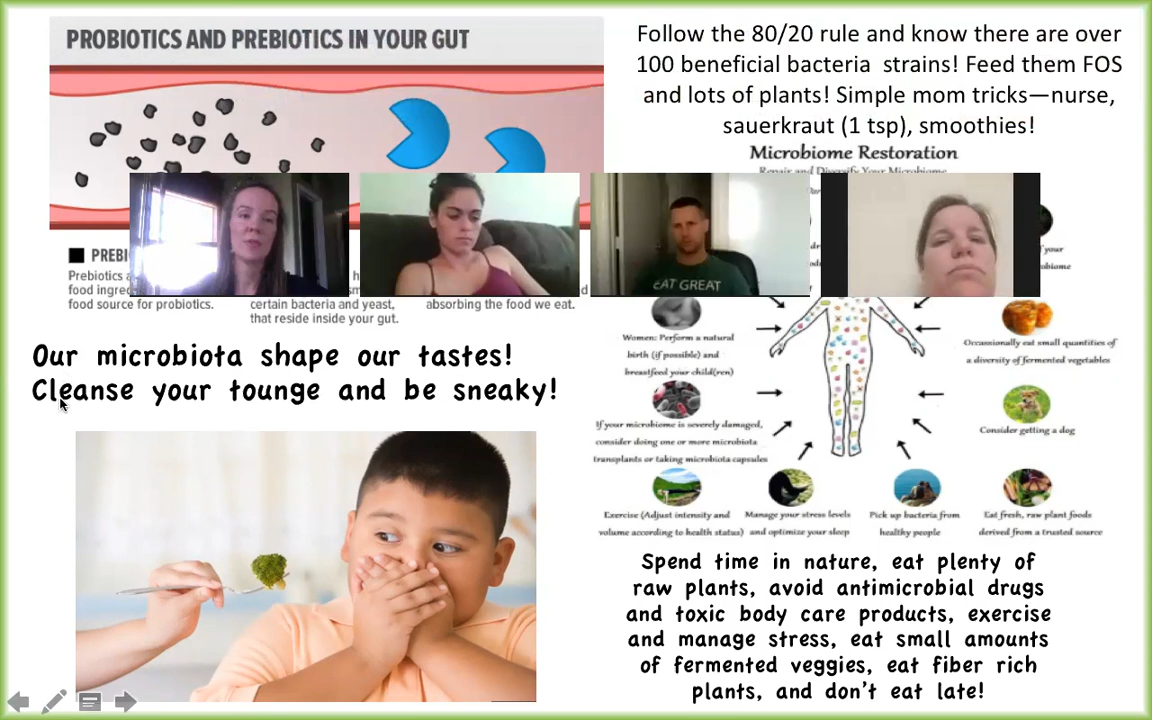 PROBIOTICS AND PREBIOTICS IN YOUR GUT
PREBI
Prebiotics a
food ingre
food source for probiotics.
certain bacteria and yeast,
that reside inside your gut.
absorbing the food we eat.
Our microbiota shape our tastes!
Cleanse your tounge and be sneaky!
Follow the 80/20 rule and know there are over
100 beneficial bacteria strains! Feed them FOS
and lots of plants! Simple mom tricks—nurse,
sauerkraut (1 tsp), smoothies!
Microbiome Restoration
Repair and Diversify Your Microbiome
EAT GREAT
Women: Perform a natural
birth (if possible) and
breastfeed your child(ren)
If your microbiome is severely damaged,
consider doing one or more microbiota
transplants or taking microbiota capsules
Exercise (Adjust intensity and
volume according to health status)
Manage your stress levels
and optimize your sleep
Pick up bacteria from
healthy people
Eat fresh, raw plant foods
derived from a trusted source
Consider getting a dog
Occasionally eat small quantities of
a diversity of fermented vegetables
Spend time in nature, eat plenty of
raw plants, avoid antimicrobial drugs
and toxic body care products, exercise
and manage stress, eat small amounts
of fermented veggies, eat fiber rich
plants, and don't eat late!